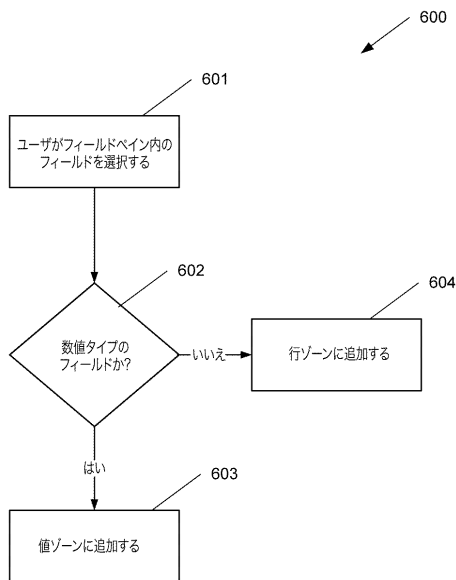 600
601
ユーザがフィールドペイン内の
フィールドを選択する
602
数値タイプの
フィールドか?
いいえ
604
行ゾーンに追加する
はい
603
値ゾーンに追加する